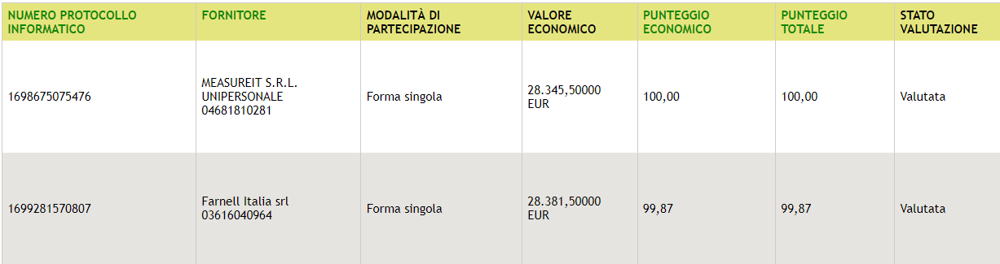 NUMERO PROTOCOLLO
INFORMATICO
FORNITORE
MODALITÀ DI
PARTECIPAZIONE
VALORE
ECONOMICO
PUNTEGGIO
ECONOMICO
PUNTEGGIO
TOTALE
STATO
VALUTAZIONE
1698675075476
MEASUREIT S.R.L.
UNIPERSONALE
04681810281
Forma singola
28.345,50000
EUR
100,00
100,00
Valutata
1699281570807
Farnell Italia srl
03616040964
Forma singola
28.381,50000
EUR
99,87
99,87
Valutata